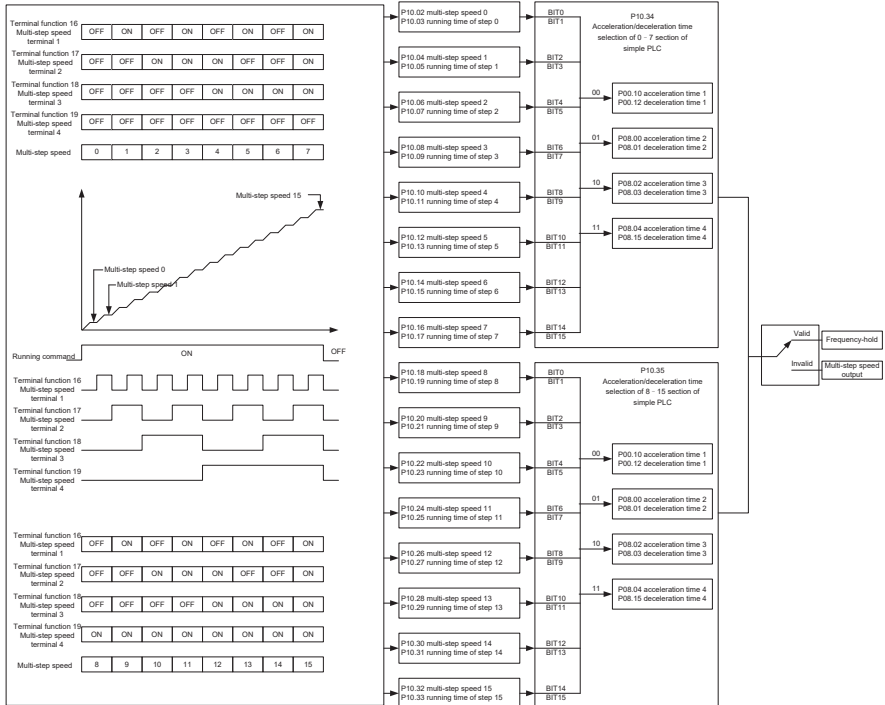 Terminal function 16
Multi-step speed
terminal 1
OFF ON OFF ON OFF ON OFF ON
Terminal function 17
Multi-step speed
terminal 2
OFF OFF ON ON OFF OFF ON ON
Terminal function 18
Multi-step speed
terminal 3
OFF OFF OFF OFF ON ON ON ON
Terminal function 19
Multi-step speed
terminal 4
OFF OFF OFF OFF OFF OFF OFF OFF
Multi-step speed 0 1 2 3 4 5 6 7
Multi-step speed 15
Multi-step speed 0
Multi-step speed 1
Running command
ON
OFF
Terminal function 16
Multi-step speed
terminal 1
Terminal function 17
Multi-step speed
terminal 2
Terminal function 18
Multi-step speed
terminal 3
Terminal function 19
Multi-step speed
terminal 4
Terminal function 16
Multi-step speed
terminal 1
OFF ON OFF ON OFF ON OFF ON
Terminal function 17
Multi-step speed
terminal 2
OFF OFF ON ON OFF OFF ON ON
Terminal function 18
Multi-step speed
terminal 3
OFF OFF OFF OFF ON ON ON ON
Terminal function 19
Multi-step speed
terminal 4
ON ON ON ON ON ON ON ON
Multi-step speed 8 9 10 11 12 13 14 15
P10.02 multi-step speed 0
P10.03 running time of step 0
P10.04 multi-step speed 1
P10.05 running time of step 1
P10.06 multi-step speed 2
P10.07 running time of step 2
P10.08 multi-step speed 3
P10.09 running time of step 3
P10.10 multi-step speed 4
P10.11 running time of step 4
P10.12 multi-step speed 5
P10.13 running time of step 5
P10.14 multi-step speed 6
P10.15 running time of step 6
P10.16 multi-step speed 7
P10.17 running time of step 7
P10.18 multi-step speed 8
P10.19 running time of step 8
P10.20 multi-step speed 9
P10.21 running time of step 9
P10.22 multi-step speed 10
P10.23 running time of step 10
P10.24 multi-step speed 11
P10.25 running time of step 11
P10.26 multi-step speed 12
P10.27 running time of step 12
P10.28 multi-step speed 13
P10.29 running time of step 13
P10.30 multi-step speed 14
P10.31 running time of step 14
P10.32 multi-step speed 15
P10.33 running time of step 15
BIT0
BIT1
BIT2
BIT3
BIT4
BIT5
BIT6
BIT7
BIT8
BIT9
BIT10
BIT11
BIT12
BIT13
BIT14
BIT15
P10.34
Acceleration/deceleration time
selection of 0 - 7 section of
simple PLC
00
P00.10 acceleration time 1
P00.12 deceleration time 1
01
P08.00 acceleration time 2
P08.01 deceleration time 2
10
P08.02 acceleration time 3
P08.03 deceleration time 3
11
P08.04 acceleration time 4
P08.15 deceleration time 4
BIT0
BIT1
BIT2
BIT3
BIT4
BIT5
BIT6
BIT7
BIT8
BIT9
BIT10
BIT11
BIT12
BIT13
BIT14
BIT15
P10.35
Acceleration/deceleration time
selection of 8 - 15 section of
simple PLC
00
P00.10 acceleration time 1
P00.12 deceleration time 1
01
P08.00 acceleration time 2
P08.01 deceleration time 2
10
P08.02 acceleration time 3
P08.03 deceleration time 3
11
P08.04 acceleration time 4
P08.15 deceleration time 4
Valid
Frequency-hold
Invalid
Multi-step speed
output